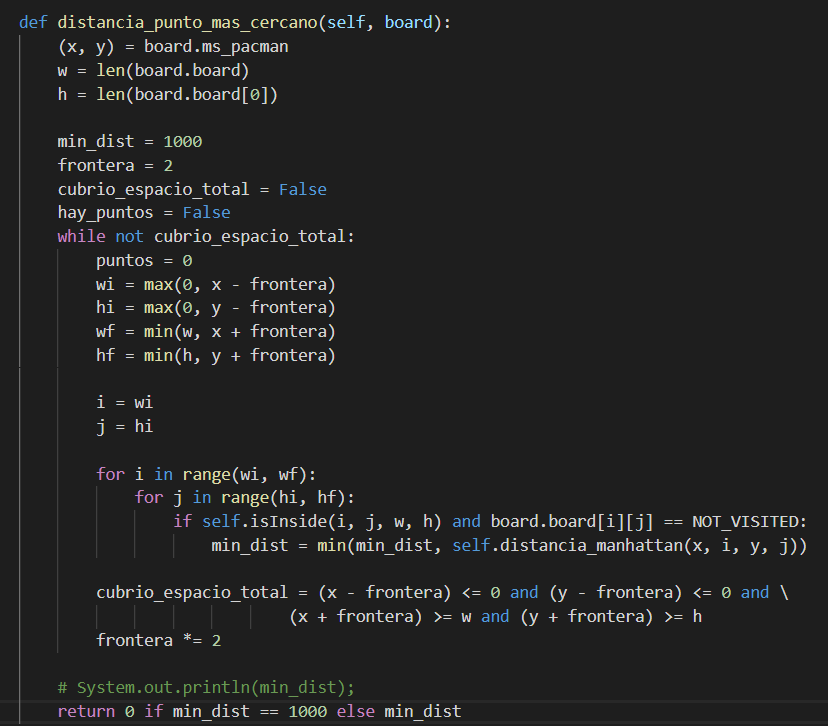 def distancia_punto_mas_cercano(self, board):
    (x, y) = board.ms_pacman
    w = len(board.board)
    h = len(board.board[0])

    min_dist = 1000
    frontera = 2
    cubrio_espacio_total = False
    hay_puntos = False
    while not cubrio_espacio_total:
        puntos = 0
        wi = max(0, x - frontera)
        hi = max(0, y - frontera)
        wf = min(w, x + frontera)
        hf = min(h, y + frontera)

        i = wi
        j = hi

        for i in range(wi, wf):
            for j in range(hi, hf):
                if self.isInside(i, j, w, h) and board.board[i][j] == NOT_VISITED:
                    min_dist = min(min_dist, self.distancia_manhattan(x, i, y, j))

        cubrio_espacio_total = (x - frontera) <= 0 and (y - frontera) <= 0 and \
                            (x + frontera) >= w and (y + frontera) >= h
        frontera *= 2

    # System.out.println(min_dist);
    return 0 if min_dist == 1000 else min_dist